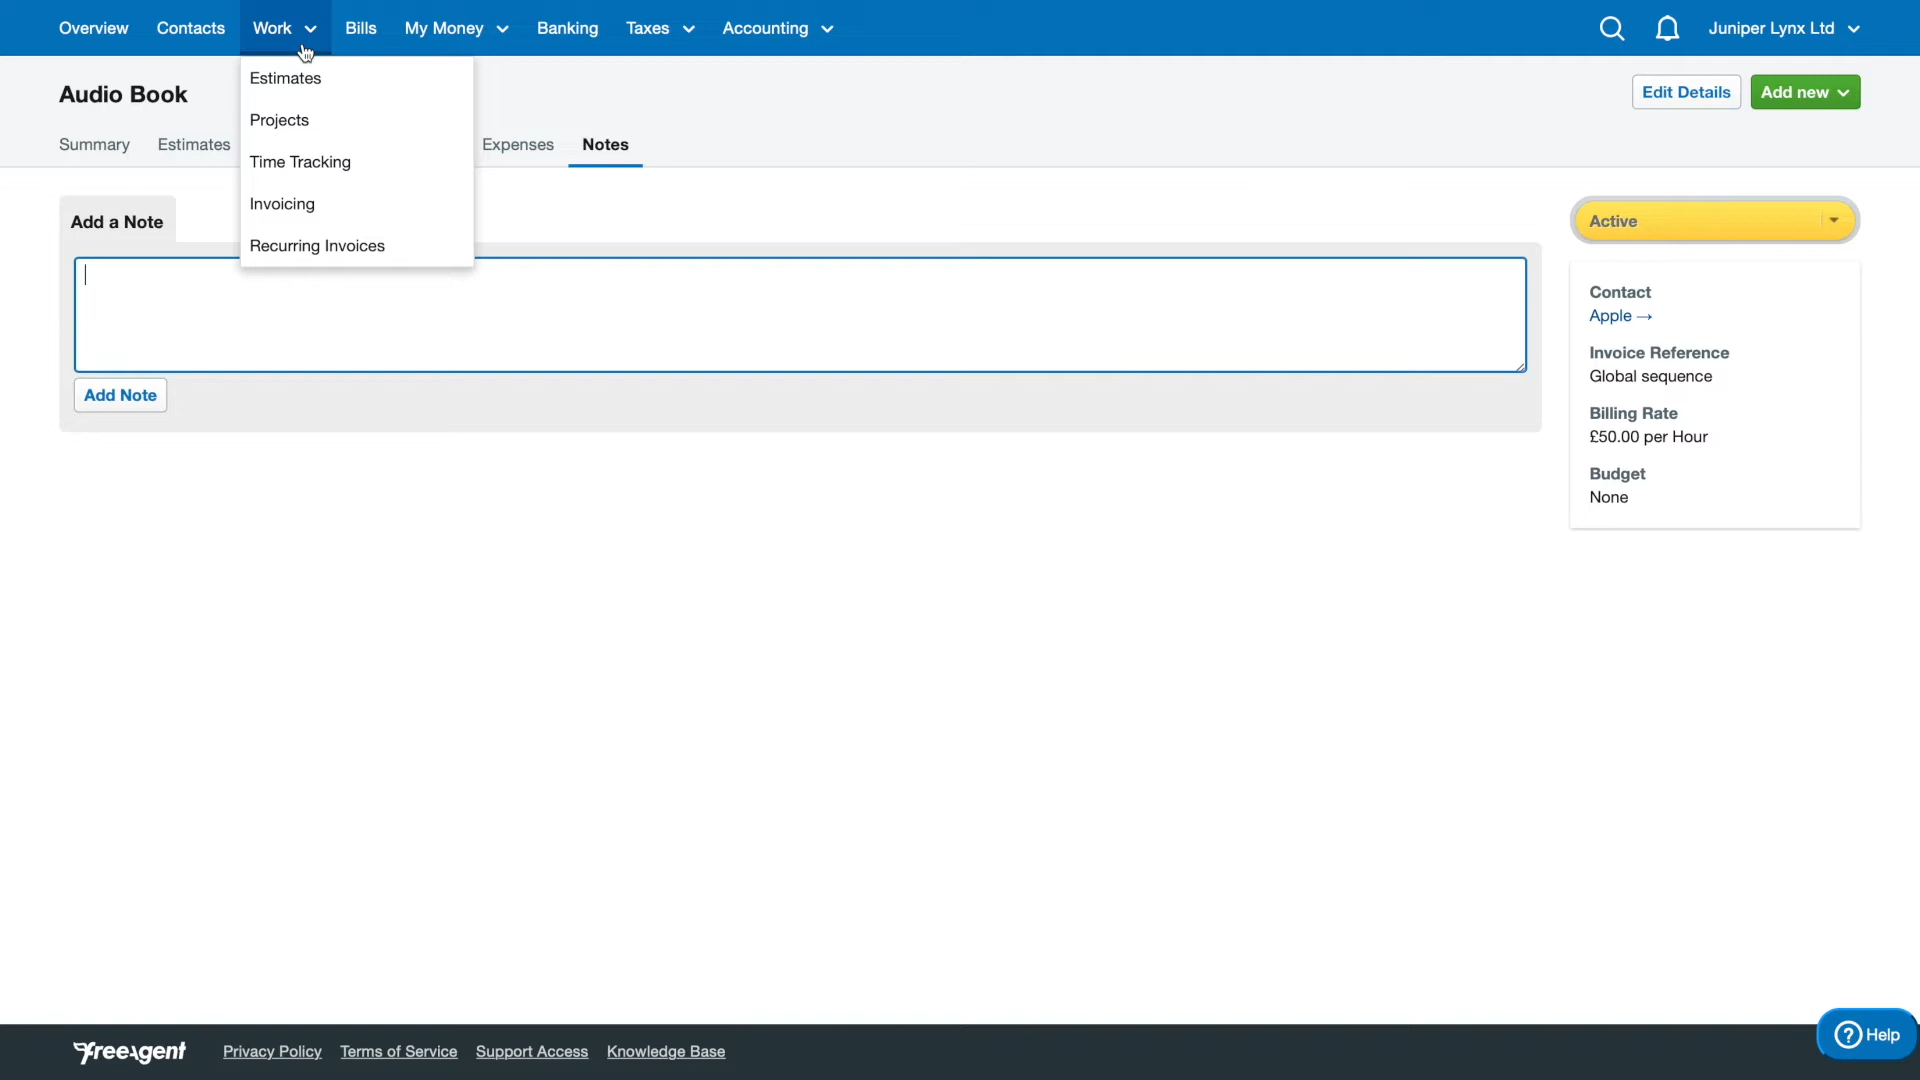 Overview Contacts Work Bills My Money Banking Taxes Accounting Juniper Lynx Ltd
Estimates
Projects
Time Tracking
Invoicing
Recurring Invoices
Audio Book
Edit Details Add new
Summary Estimates Expenses Notes
Add a Note
Add Note
Active
Contact
Apple →
Invoice Reference
Global sequence
Billing Rate
£50.00 per Hour
Budget
None
freeagent Privacy Policy Terms of Service Support Access Knowledge Base
? Help